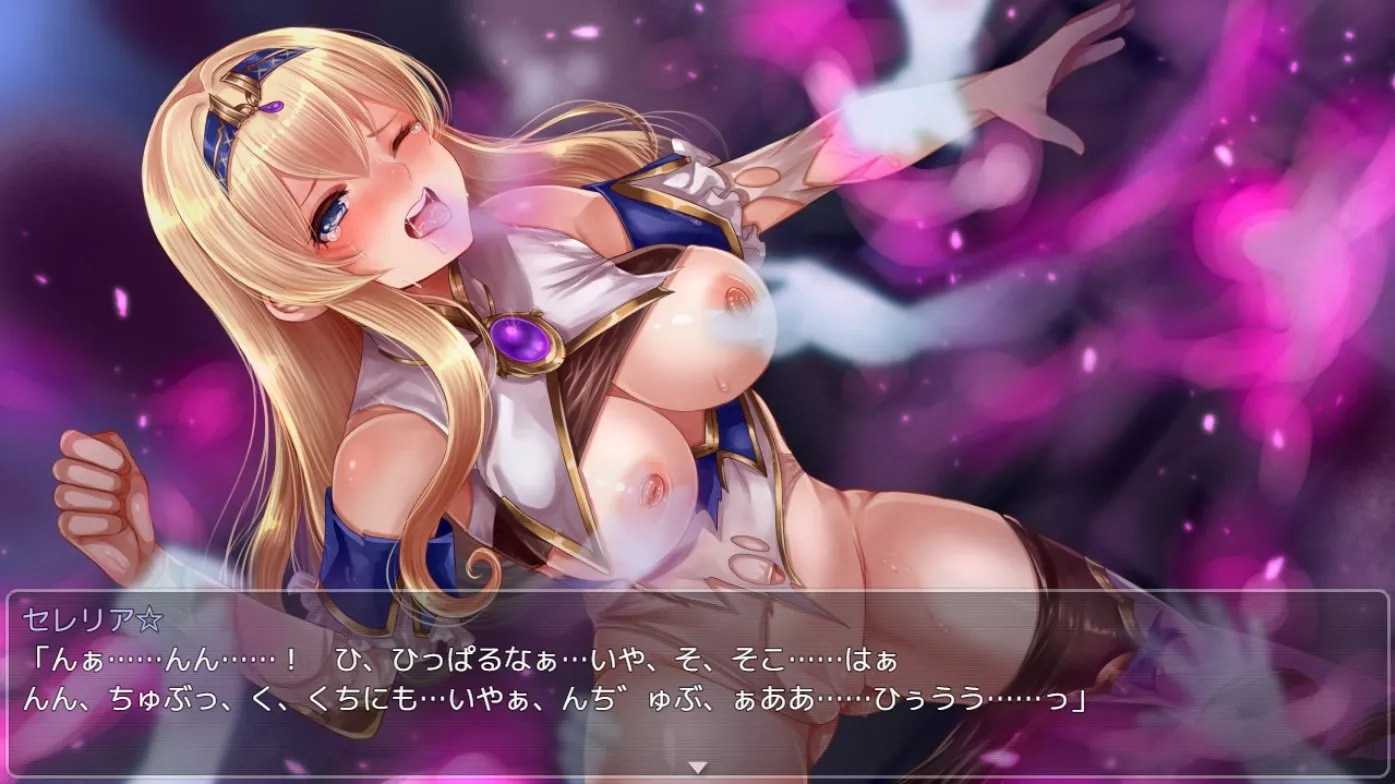 セレリア☆
「んぁ……んん……！　ひ、ひっぱるなぁ…いや、そ、そこ……はぁ
んん、ちゅぶっ、く、くちにも…いやぁ、んぢ゛ゅぶ、ぁああ……ひぅうう……っ」